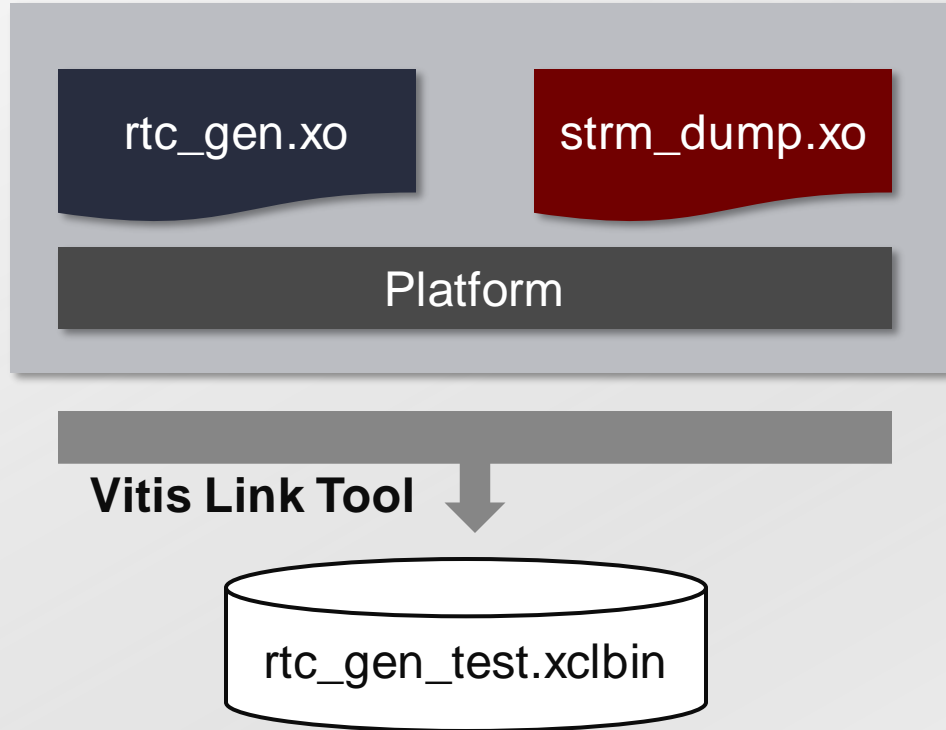 rtc_gen.xo
strm_dump.xo
Platform
Vitis Link Tool
rtc_gen_test.xclbin